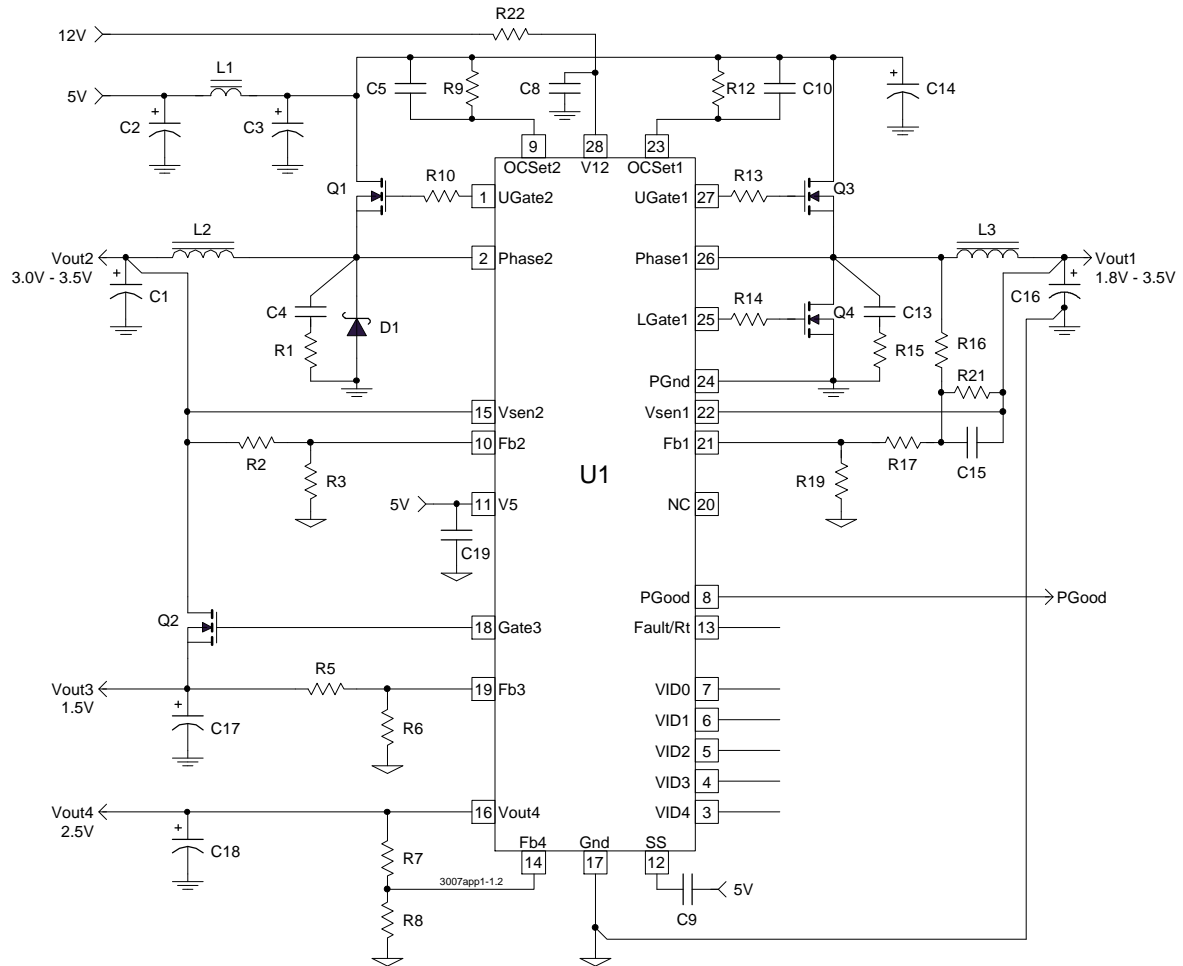 R22
12V
L1
5V
C2
C3
C5
R9
C8
R12
C10
C14
9
28
23
OCSet2
V12
OCSet1
Q1
R10
1
UGate2
UGate1
27
R13
Q3
L2
L3
Vout2
3.0V - 3.5V
2
Phase2
Phase1
26
Vout1
1.8V - 3.5V
C1
C4
R1
D1
LGate1
25
R14
Q4
C13
C16
R15
R16
PGnd
24
R21
15
Vsen2
Vsen1
22
10
Fb2
Fb1
21
R2
R3
U1
R19
R17
C15
5V
11
V5
NC
20
C19
PGood
8
PGood
Q2
18
Gate3
Fault/Rt
13
Vout3
1.5V
R5
19
Fb3
VID0
7
C17
R6
VID1
6
VID2
5
VID3
4
Vout4
2.5V
16
Vout4
VID4
3
C18
R7
Fb4
Gnd
SS
14
17
12
3007app1-1.2
R8
C9
5V